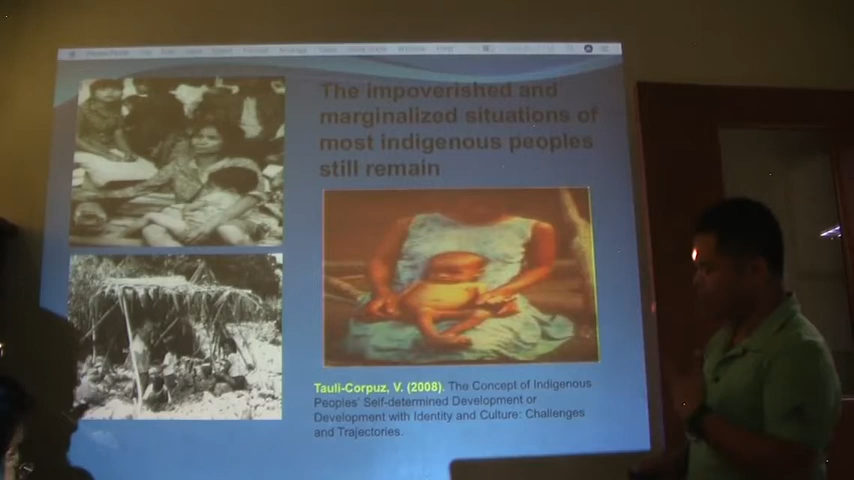 The impoverished and
marginalized situations of
most indigenous peoples
still remain
Tauli-Corpuz, V. (2008). The Concept of Indigenous
Peoples' Self-determined Development or
Development with Identity and Culture: Challenges
and Trajectories.